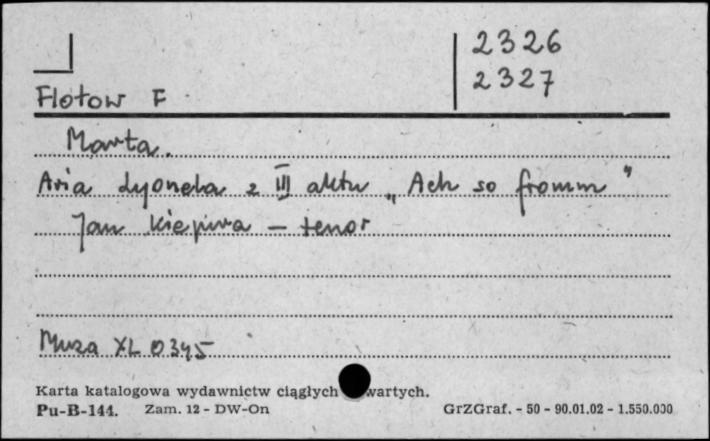 2326
2327
Flotow F
Marta.
Aria Lyonela z III aktu „Ach so fromm"
Jan Kiepura – tenor
Muza XL 0345
Karta katalogowa wydawnictw ciągłych wartych.
Pu-B-144. Zam. 12 - DW-On GrZGraf. - 50 - 90.01.02 - 1.550.000